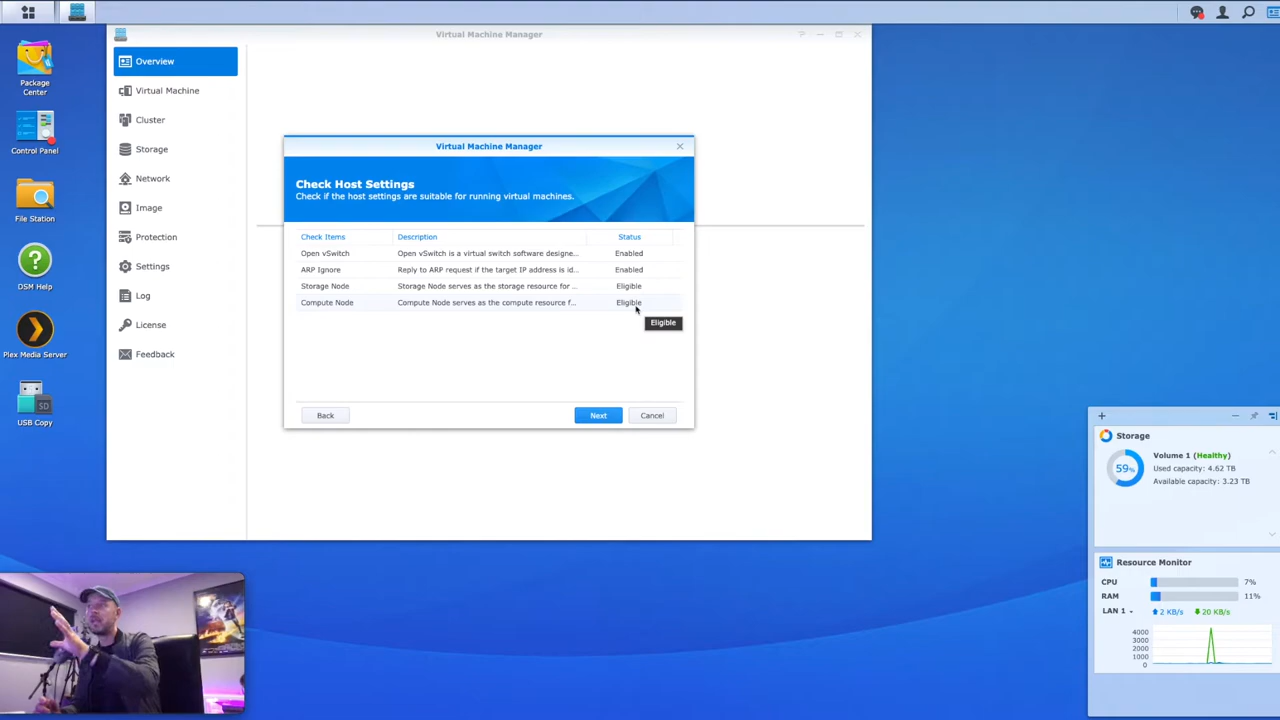 Virtual Machine Manager
Package
Center
Control Panel
File Station
DSM Help
Plex Media Server
SD
USB Copy
Overview
Virtual Machine
Cluster
Storage
Network
Image
Protection
Settings
Log
License
Feedback
Virtual Machine Manager
Check Host Settings
Check if the host settings are suitable for running virtual machines.
Check Items Description Status
Open vSwitch Open vSwitch is a virtual switch software designe... Enabled
ARP Ignore Reply to ARP request if the target IP address is id... Enabled
Storage Node Storage Node serves as the storage resource for ... Eligible
Compute Node Compute Node serves as the compute resource f... Eligible
Eligible
Back Next Cancel
Storage
59%
Volume 1 (Healthy)
Used capacity: 4.62 TB
Available capacity: 3.23 TB
Resource Monitor
CPU 7%
RAM 11%
LAN 1 2 KB/s 20 KB/s
4000
3000
2000
1000
0